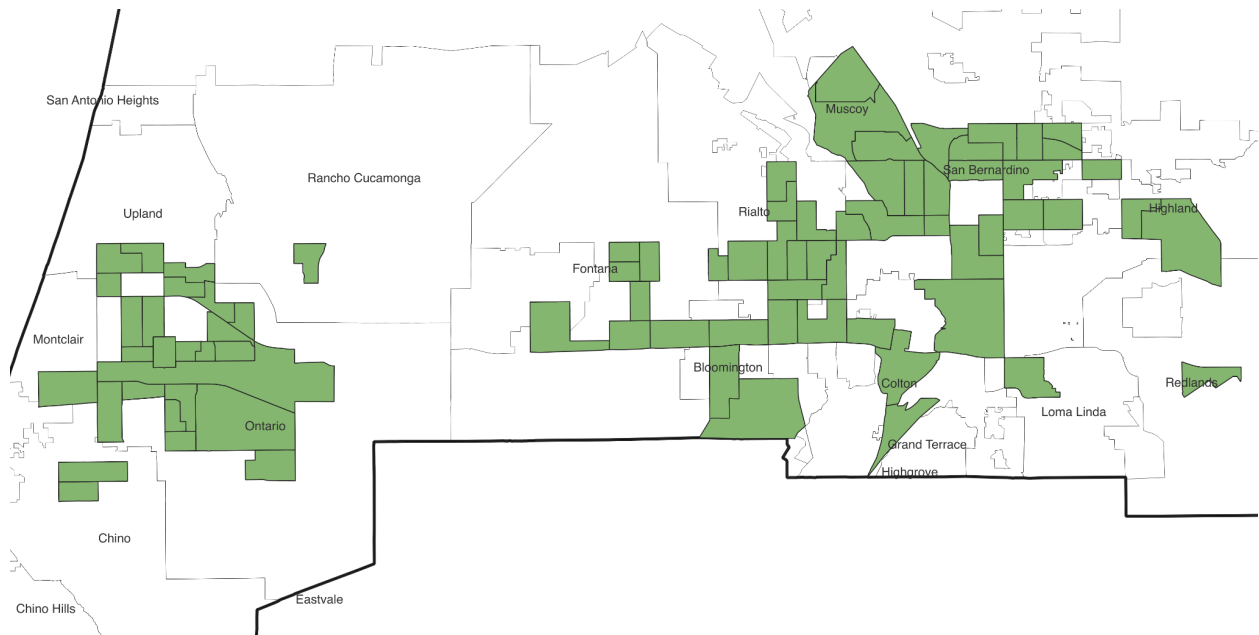 San Antonio Heights
Muscoy
San Bernardino
Rancho Cucamonga
Upland
Rialto
Highland
Fontana
Montclair
Bloomington
Colton
Redlands
Loma Linda
Ontario
Grand Terrace
Highgrove
Chino
Eastvale
Chino Hills